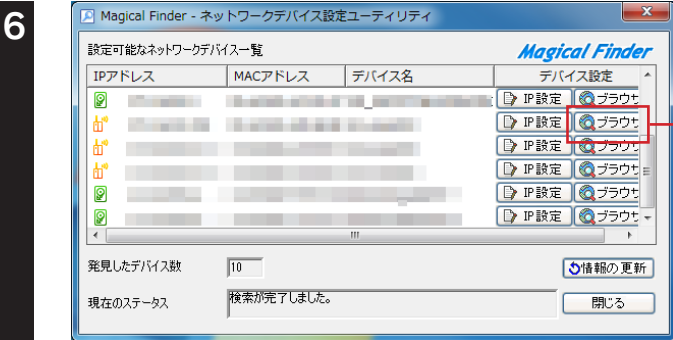 6
Magical Finder - ネットワークデバイス設定ユーティリティ
設定可能なネットワークデバイス一覧
Magical Finder
IPアドレス MACアドレス デバイス名 デバイス設定
IP設定 ブラウザ
IP設定 ブラウザ
IP設定 ブラウザ
IP設定 ブラウザ
IP設定 ブラウザ
IP設定 ブラウザ
発見したデバイス数 10 情報の更新
現在のステータス 検索が完了しました。 閉じる